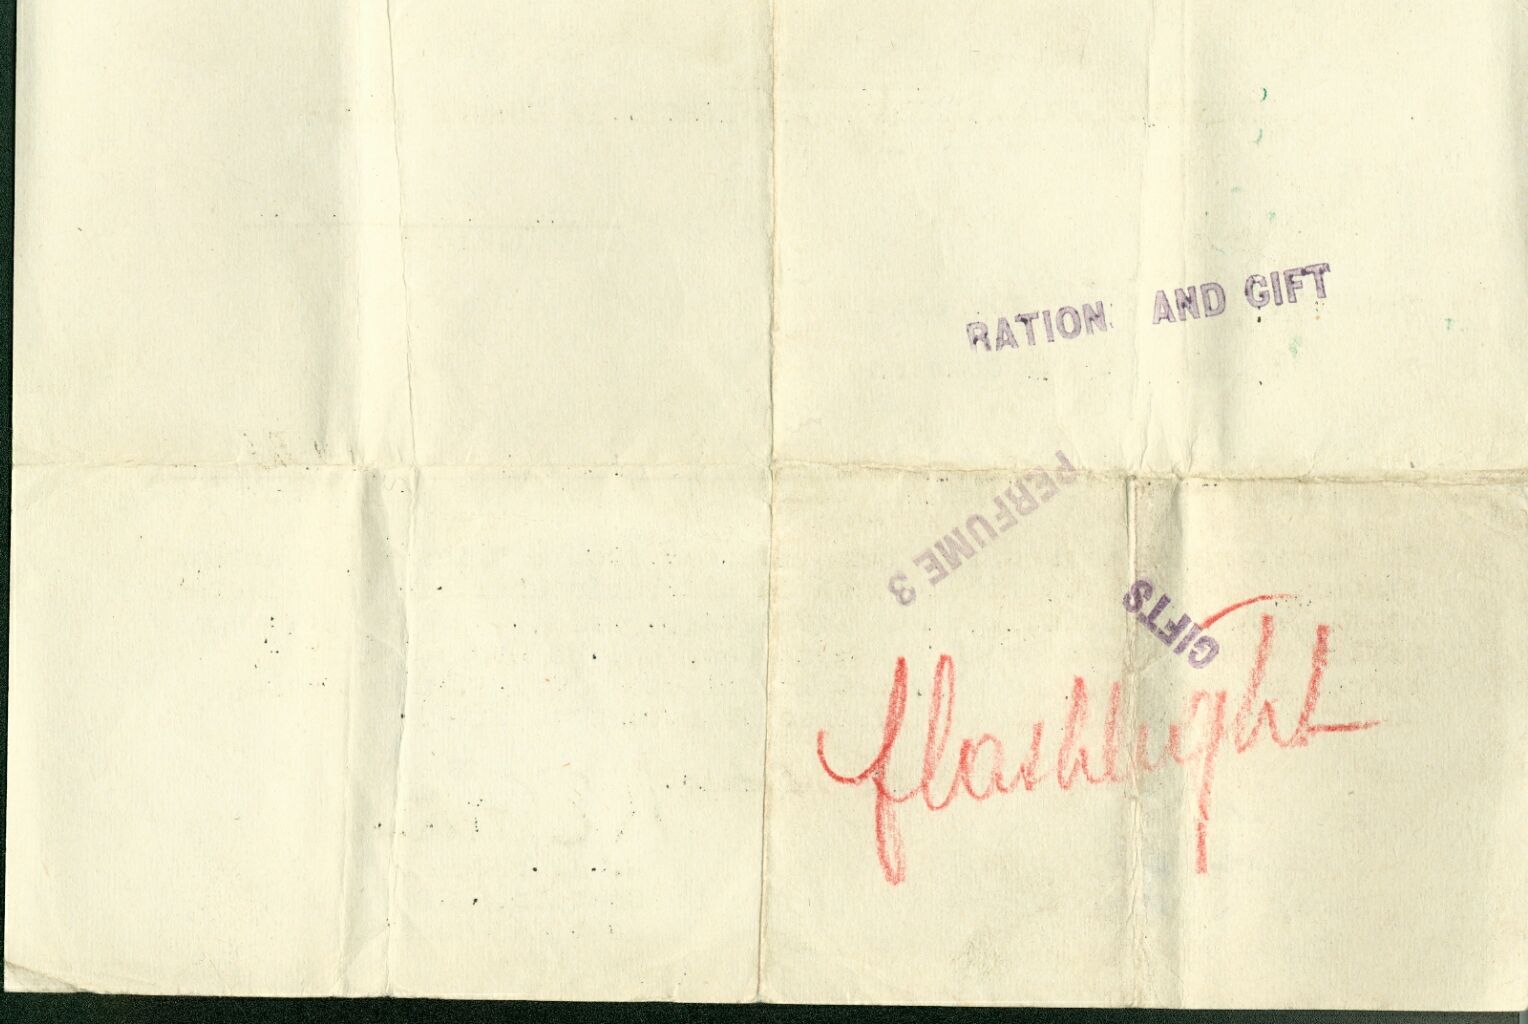 RATION AND GIFT
PERFUME 3
GIFTS
flashlight